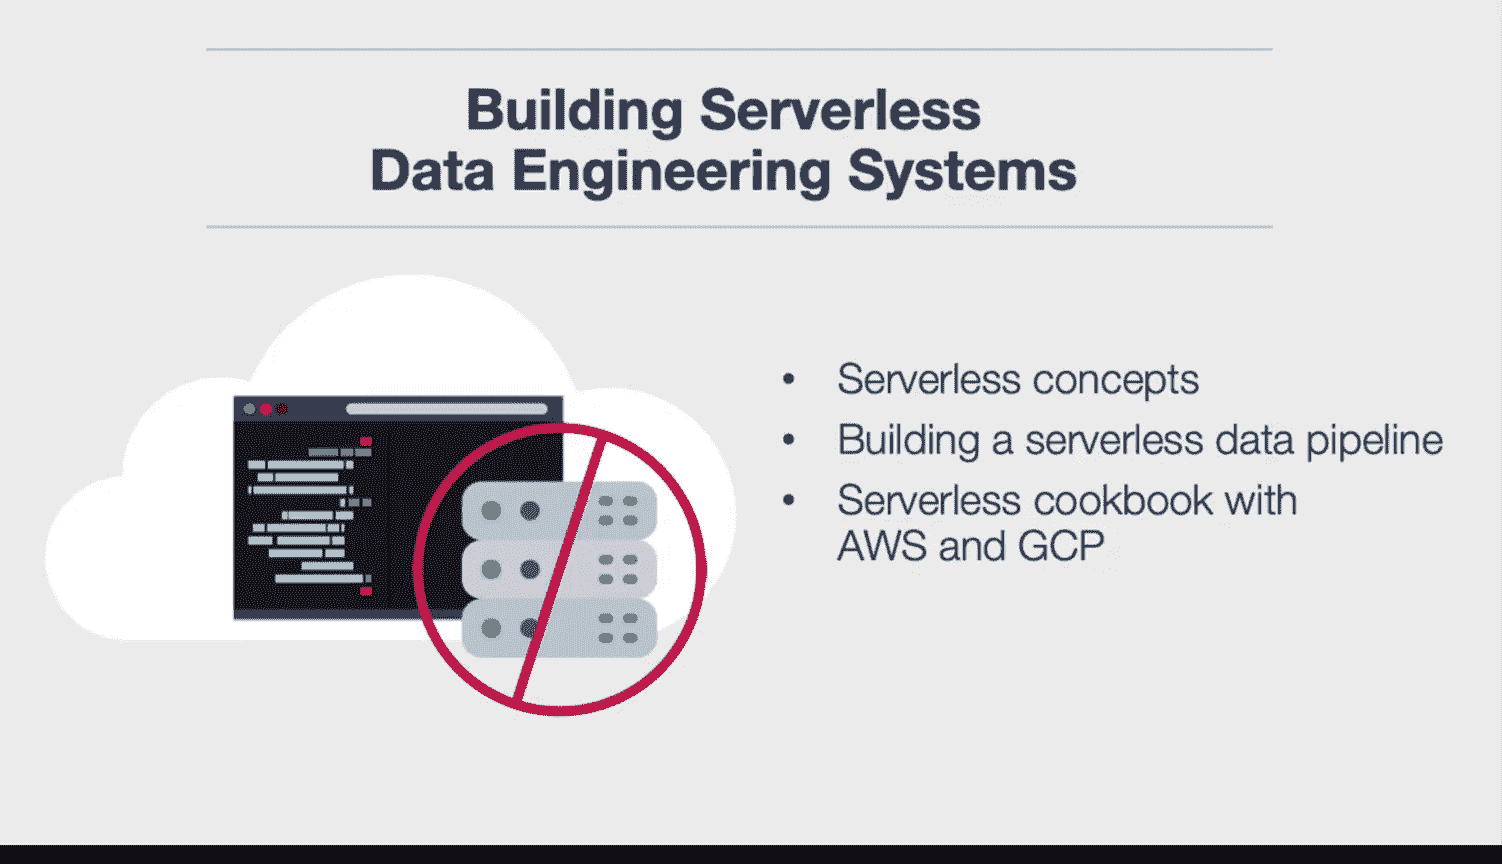 Building Serverless
Data Engineering Systems
• Serverless concepts
• Building a serverless data pipeline
• Serverless cookbook with
AWS and GCP